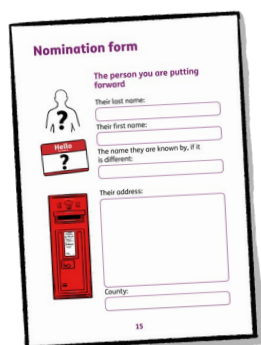 Nomination form
The person you are putting
forward
Their last name:
Their first name:
Hello
?
?
The name they are known by, if it
is different:
Their address:
County:
15